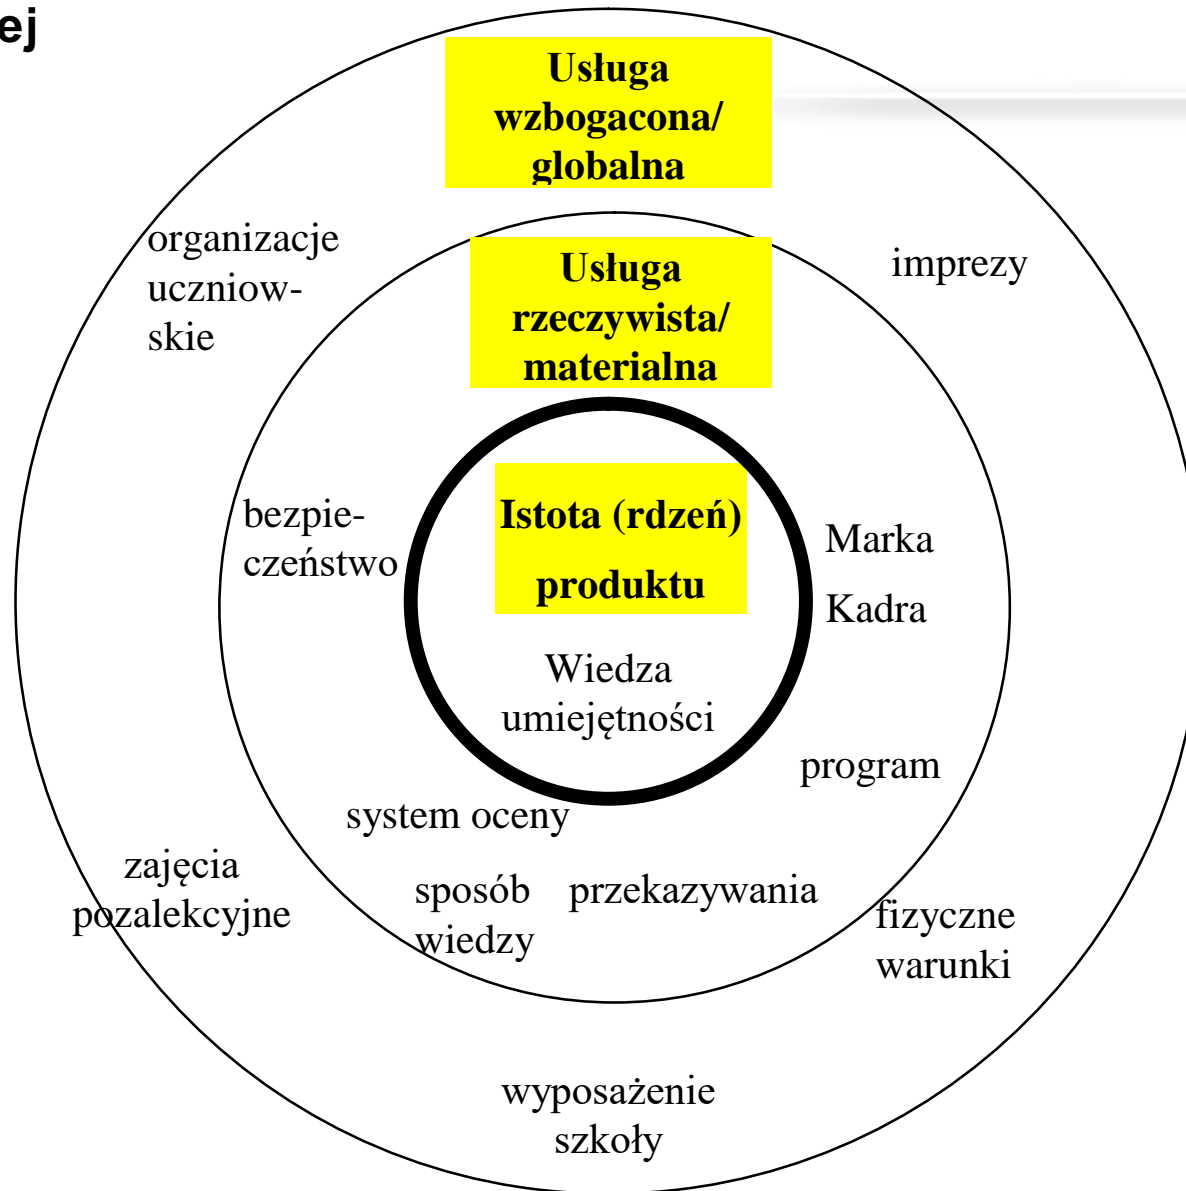 ej
Usługa
wzbogacona/
globalna
organizacje
uczniow-
skie
imprezy
Usługa
rzeczywista/
materialna
bezpie-
czeństwo
Istota (rdzeń)
produktu
Marka
Kadra
Wiedza
umiejętności
program
system oceny
zajęcia
pozalekcyjne
sposób przekazywania
wiedzy
fizyczne
warunki
wyposażenie
szkoły